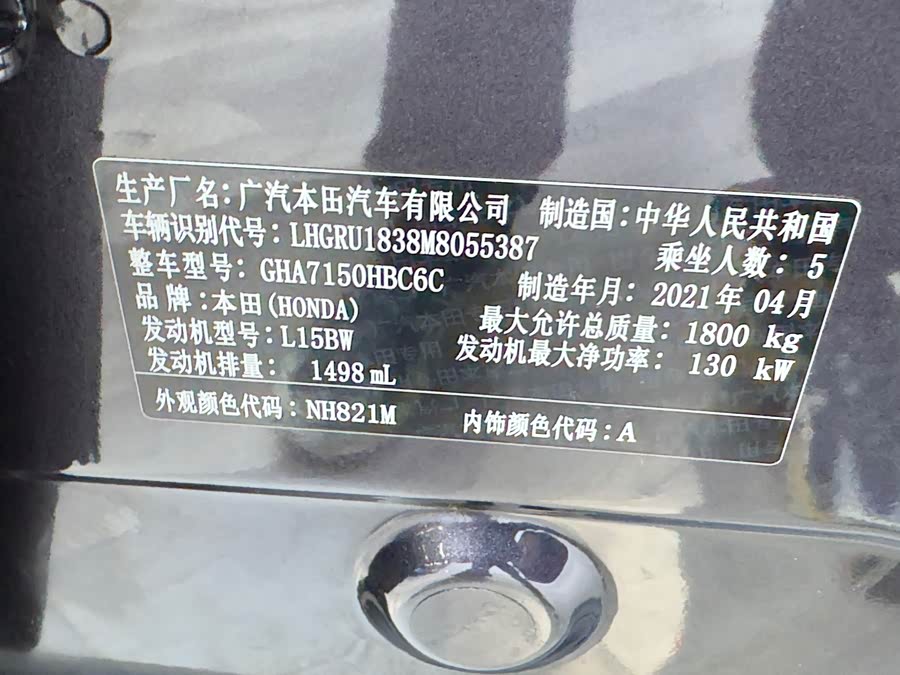 生产厂名：广汽本田汽车有限公司 制造国：中华人民共和国
车辆识别代号：LHGRU1838M8055387 乘坐人数：5
整车型号：GHA7150HBC6C 制造年月：2021年04月
品牌：本田(HONDA) 最大允许总质量：1800 kg
发动机型号：L15BW 发动机最大净功率：130 kW
发动机排量：1498 mL
外观颜色代码：NH821M 内饰颜色代码：A